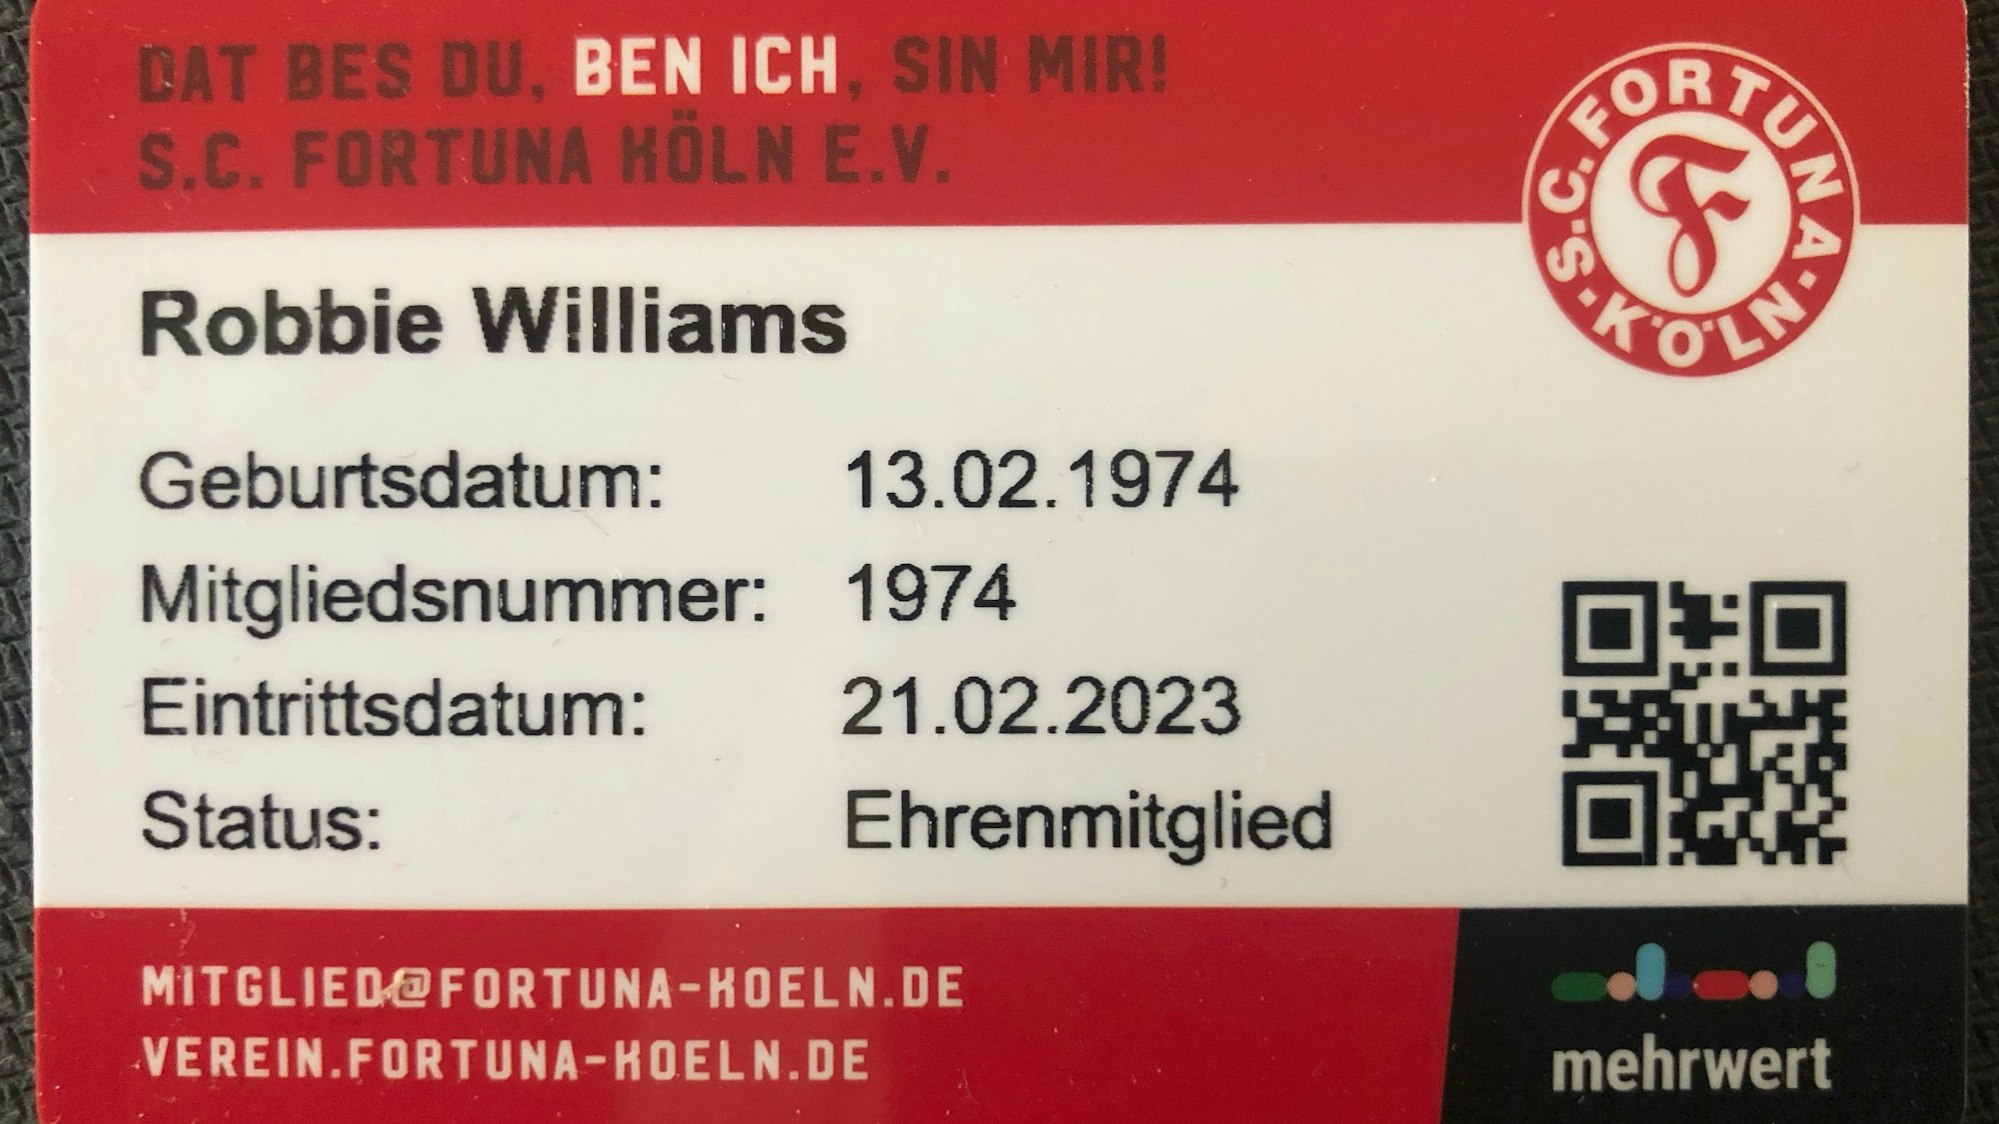 DAT BES DU, BEN ICH, SIN MIR!
S.C. FORTUNA KÖLN E.V.
S.C. FORTUNA · KÖLN ·
F
Robbie Williams
Geburtsdatum: 13.02.1974
Mitgliedsnummer: 1974
Eintrittsdatum: 21.02.2023
Status: Ehrenmitglied
MITGLIED@FORTUNA-KOELN.DE
VEREIN.FORTUNA-KOELN.DE
mehrwert